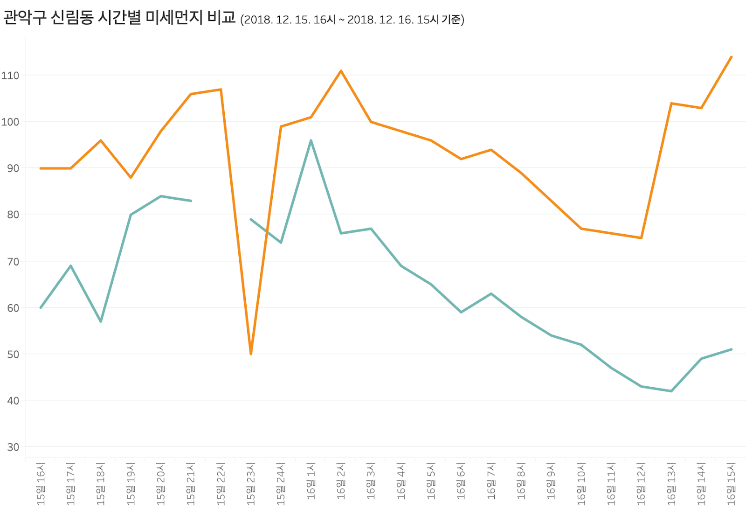 관악구 신림동 시간별 미세먼지 비교 (2018. 12. 15. 16시 ~ 2018. 12. 16. 15시 기준)
110
100
90
80
70
60
50
40
30
15일 16시
15일 17시
15일 18시
15일 19시
15일 20시
15일 21시
15일 22시
15일 23시
15일 24시
16일 1시
16일 2시
16일 3시
16일 4시
16일 5시
16일 6시
16일 7시
16일 8시
16일 9시
16일 10시
16일 11시
16일 12시
16일 13시
16일 14시
16일 15시